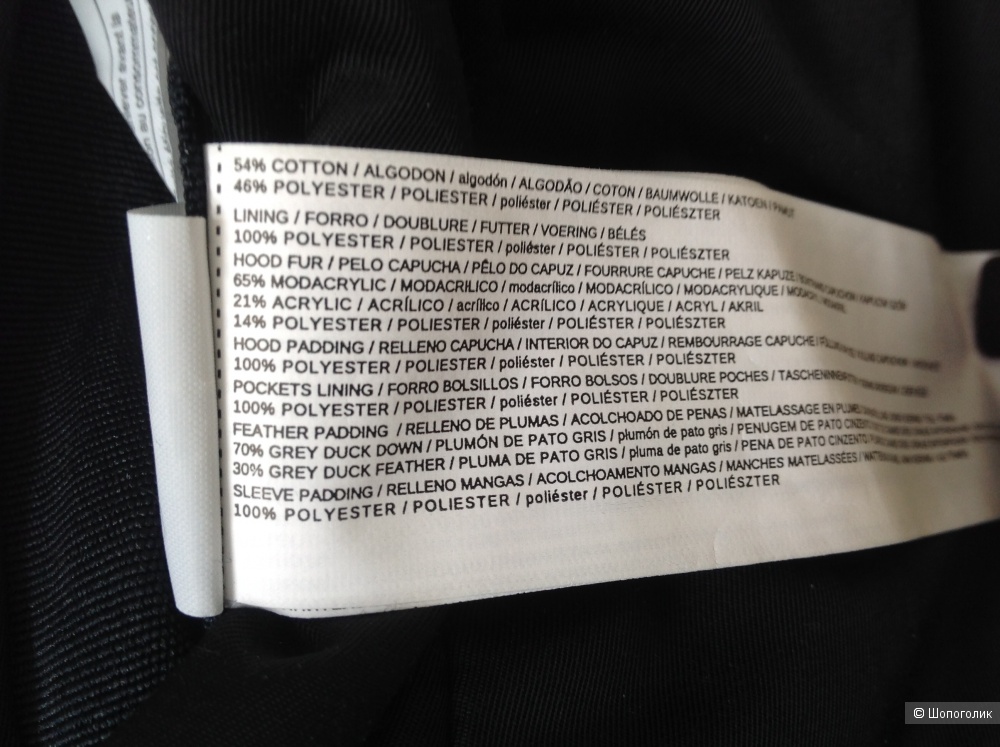 54% COTTON / ALGODON / algodón / ALGODÃO / COTON / BAUMWOLLE / KATOEN / PAMUT
46% POLYESTER / POLIESTER / poliéster / POLIÉSTER / POLIÉSZTER
LINING / FORRO / DOUBLURE / FUTTER / VOERING / BÉLÉS
100% POLYESTER / POLIESTER / poliéster / POLIÉSTER / POLIÉSZTER
HOOD FUR / PELO CAPUCHA / PÊLO DO CAPUZ / FOURRURE CAPUCHE / PELZ KAPUZE
65% MODACRYLIC / MODACRILICO / modacrílico / MODACRÍLICO / MODACRYLIQUE /
21% ACRYLIC / ACRÍLICO / acrílico / ACRÍLICO / ACRYLIQUE / ACRYL / AKRIL
14% POLYESTER / POLIESTER / poliéster / POLIÉSTER / POLIÉSZTER
HOOD PADDING / RELLENO CAPUCHA / INTERIOR DO CAPUZ / REMBOURRAGE CAPUCHE /
100% POLYESTER / POLIESTER / poliéster / POLIÉSTER / POLIÉSZTER
POCKETS LINING / FORRO BOLSILLOS / FORRO BOLSOS / DOUBLURE POCHES /
100% POLYESTER / POLIESTER / poliéster / POLIÉSTER / POLIÉSZTER
FEATHER PADDING / RELLENO DE PLUMAS / ACOLCHOADO DE PENAS / MATELASSAGE EN PLUMES
70% GREY DUCK DOWN / PLUMÓN DE PATO GRIS / plumón de pato gris / PENUGEM DE PATO CINZENTO
30% GREY DUCK FEATHER / PLUMA DE PATO GRIS / pluma de pato gris / PENA DE PATO CINZENTO
SLEEVE PADDING / RELLENO MANGAS / ACOLCHOAMENTO MANGAS / MANCHES MATELASSÉES /
100% POLYESTER / POLIESTER / poliéster / POLIÉSTER / POLIÉSZTER
© Шопоголик